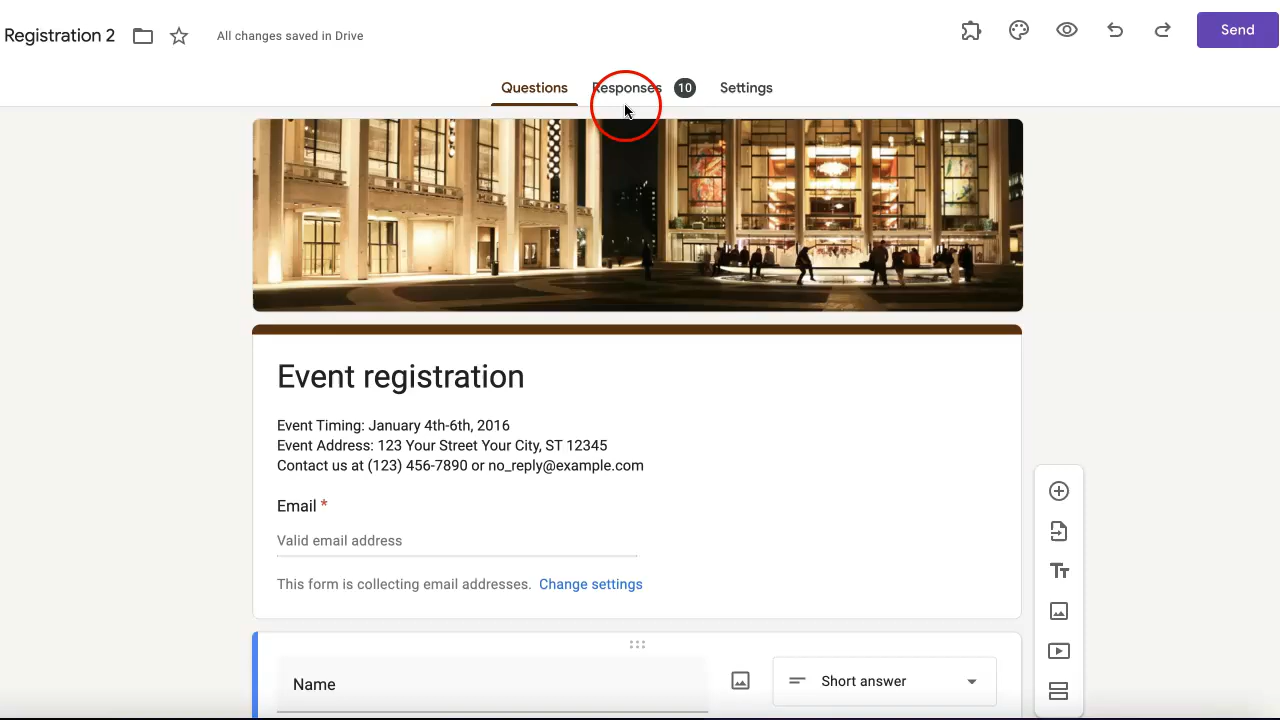 Registration 2
All changes saved in Drive
Send
Questions Responses 10 Settings
Event registration
Event Timing: January 4th-6th, 2016
Event Address: 123 Your Street Your City, ST 12345
Contact us at (123) 456-7890 or no_reply@example.com
Email *
Valid email address
This form is collecting email addresses. Change settings
Name
Short answer